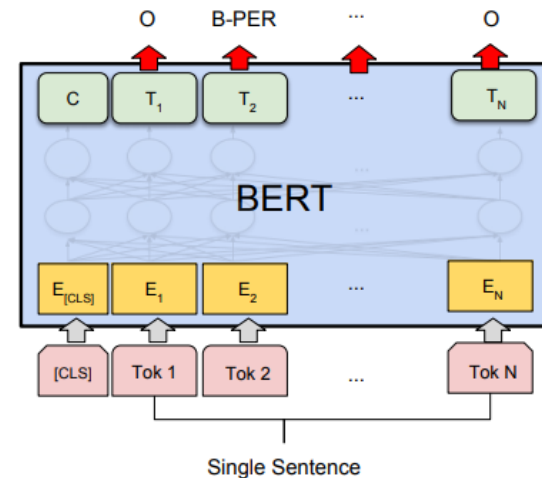 O B-PER ... O
C T1 T2 ... TN
...
BERT
...
E[CLS] E1 E2 ... EN
[CLS] Tok 1 Tok 2 ... Tok N
Single Sentence